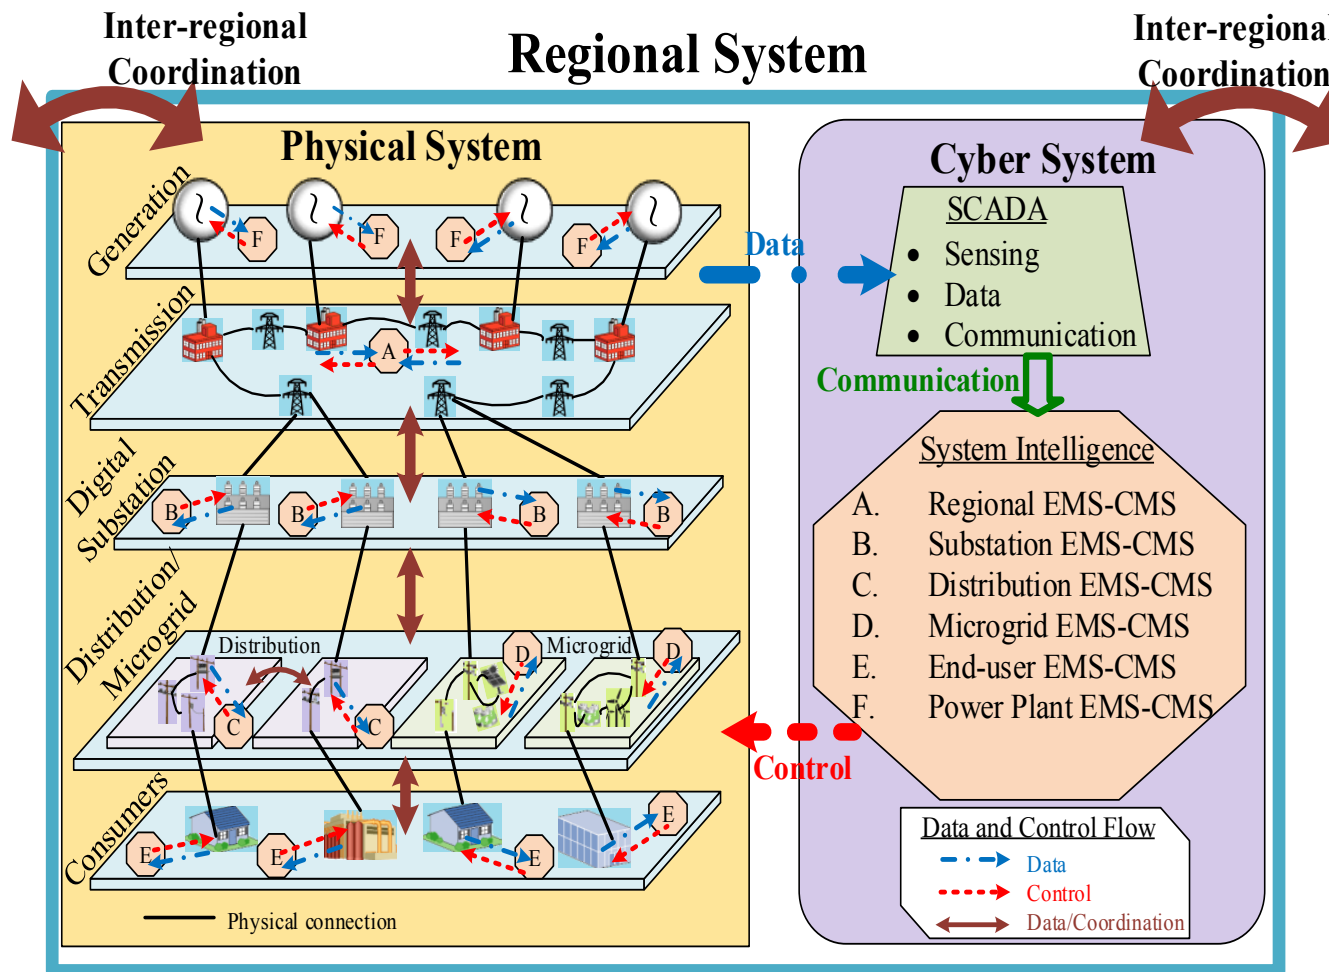 Inter-regional
Coordination
Regional System
Inter-regional
Coordination
Physical System
Generation
F
F
F
F
Transmission
A
Digital
Substation
B
B
B
B
Distribution/
Microgrid
Distribution
Microgrid
C
C
D
D
Consumers
E
E
E
E
Physical connection
Data
Control
Cyber System
SCADA
• Sensing
• Data
• Communication
Communication
System Intelligence
A. Regional EMS-CMS
B. Substation EMS-CMS
C. Distribution EMS-CMS
D. Microgrid EMS-CMS
E. End-user EMS-CMS
F. Power Plant EMS-CMS
Data and Control Flow
Data
Control
Data/Coordination